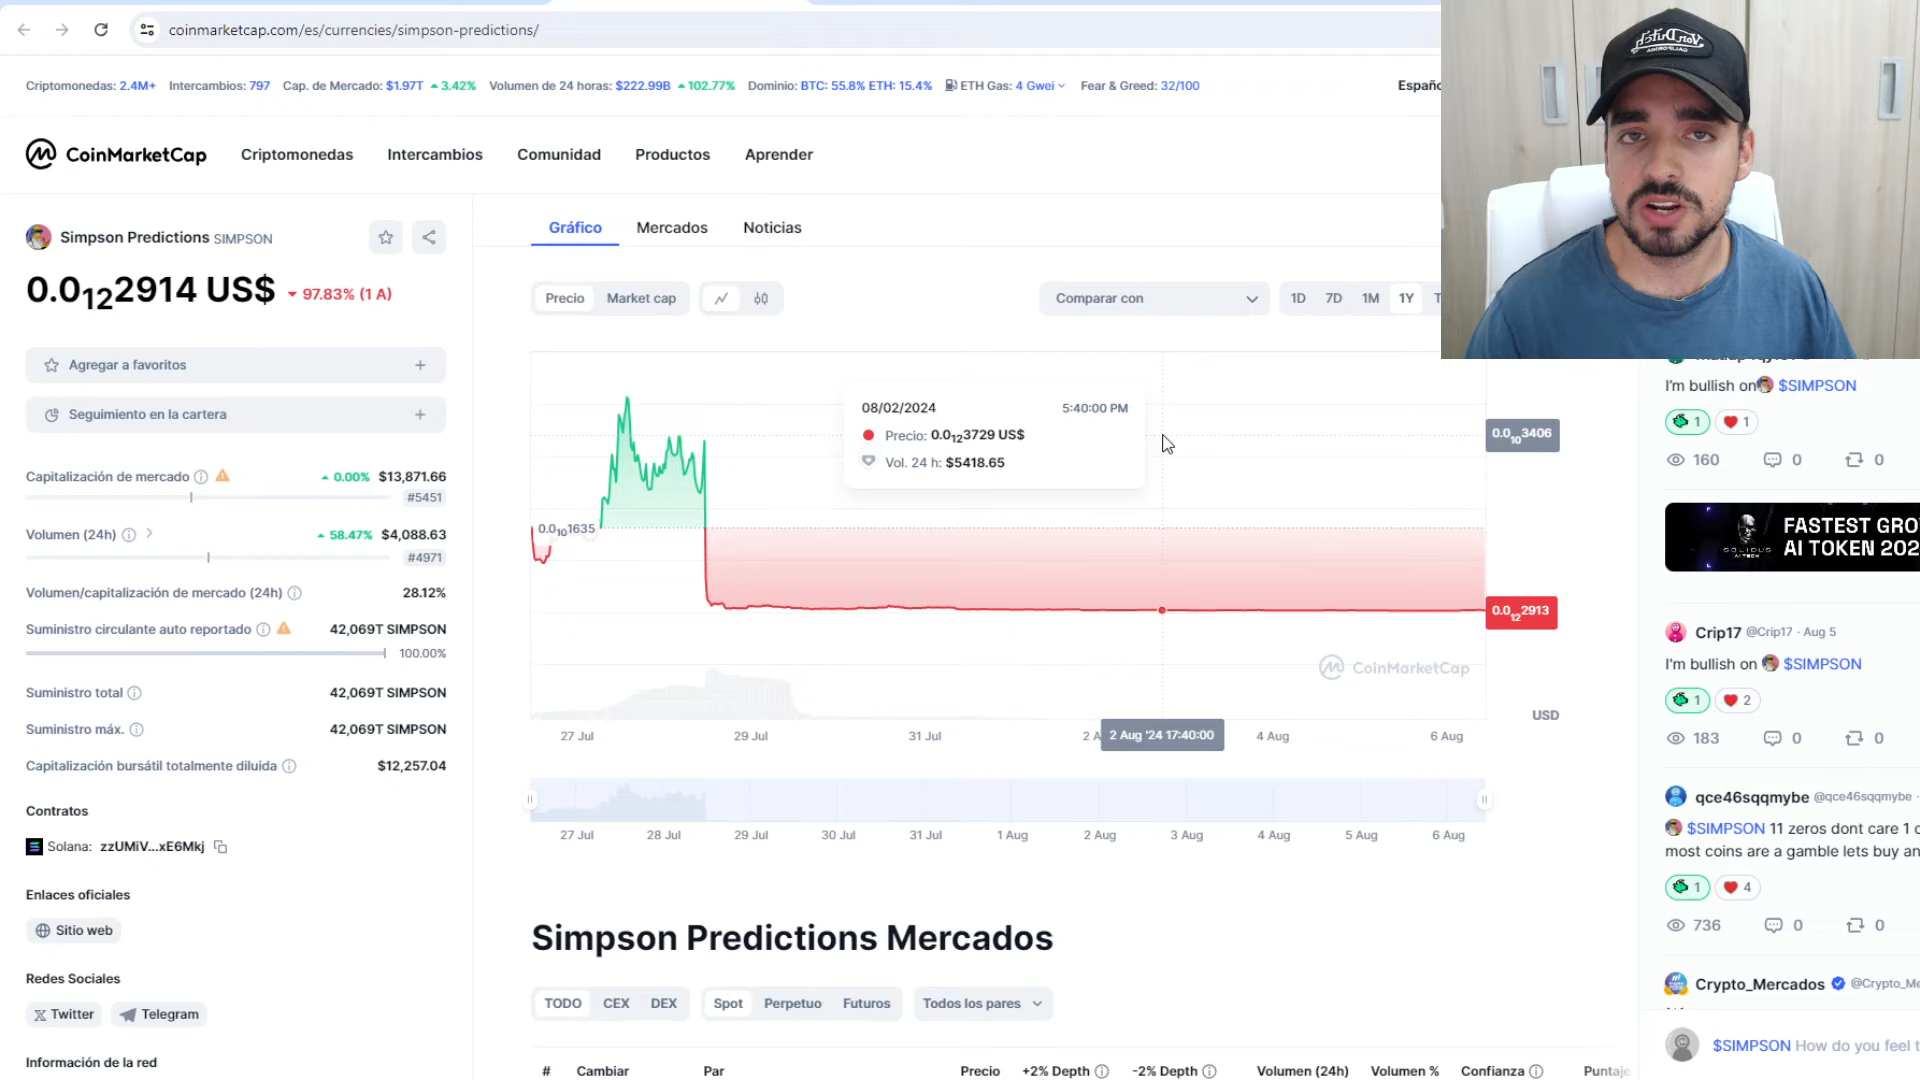 coinmarketcap.com/es/currencies/simpson-predictions/
Criptomonedas: 2.4M+ Intercambios: 797 Cap. de Mercado: $1.97T 3.42% Volumen de 24 horas: $222.99B 102.77% Dominio: BTC: 55.8% ETH: 15.4% ETH Gas: 4 Gwei Fear & Greed: 32/100 Españo
CoinMarketCap Criptomonedas Intercambios Comunidad Productos Aprender
Von Dutch
CALIFORNIA
Simpson Predictions SIMPSON
0.0₁₂2914 US$ 97.83% (1 A)
Agregar a favoritos +
Seguimiento en la cartera +
Capitalización de mercado 0.00% $13,871.66
#5451
Volumen (24h) 58.47% $4,088.63
#4971
Volumen/capitalización de mercado (24h) 28.12%
Suministro circulante auto reportado 42,069T SIMPSON
100.00%
Suministro total 42,069T SIMPSON
Suministro máx. 42,069T SIMPSON
Capitalización bursátil totalmente diluida $12,257.04
Contratos
Solana: zzUMiV...xE6Mkj
Enlaces oficiales
Sitio web
Redes Sociales
Twitter Telegram
Información de la red
Gráfico Mercados Noticias
Precio Market cap Comparar con 1D 7D 1M 1Y T
08/02/2024 5:40:00 PM
Precio: 0.0₁₂3729 US$
Vol. 24 h: $5418.65
0.0₁₀3406
0.0₁₀1635
0.0₁₂2913
CoinMarketCap
USD
27 Jul 29 Jul 31 Jul 2 A 2 Aug '24 17:40:00 4 Aug 6 Aug
27 Jul 28 Jul 29 Jul 30 Jul 31 Jul 1 Aug 2 Aug 3 Aug 4 Aug 5 Aug 6 Aug
Simpson Predictions Mercados
TODO CEX DEX Spot Perpetuo Futuros Todos los pares
# Cambiar Par Precio +2% Depth -2% Depth Volumen (24h) Volumen % Confianza Puntaje
I'm bullish on $SIMPSON
1 1
160 0 0
SOLIDUS
AI TECH
FASTEST GRO
AI TOKEN 202
Crip17 @Crip17 · Aug 5
I'm bullish on $SIMPSON
1 2
183 0 0
qce46sqqmybe @qce46sqqmybe ·
$SIMPSON 11 zeros dont care 1
most coins are a gamble lets buy an
1 4
736 0 0
Crypto_Mercados @Crypto_Me
$SIMPSON How do you feel t